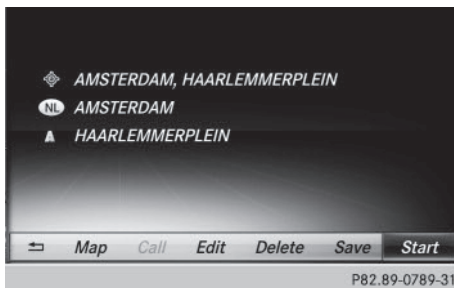 AMSTERDAM, HAARLEMMERPLEIN
NL AMSTERDAM
HAARLEMMERPLEIN
Map Call Edit Delete Save Start
P82.89-0789-31